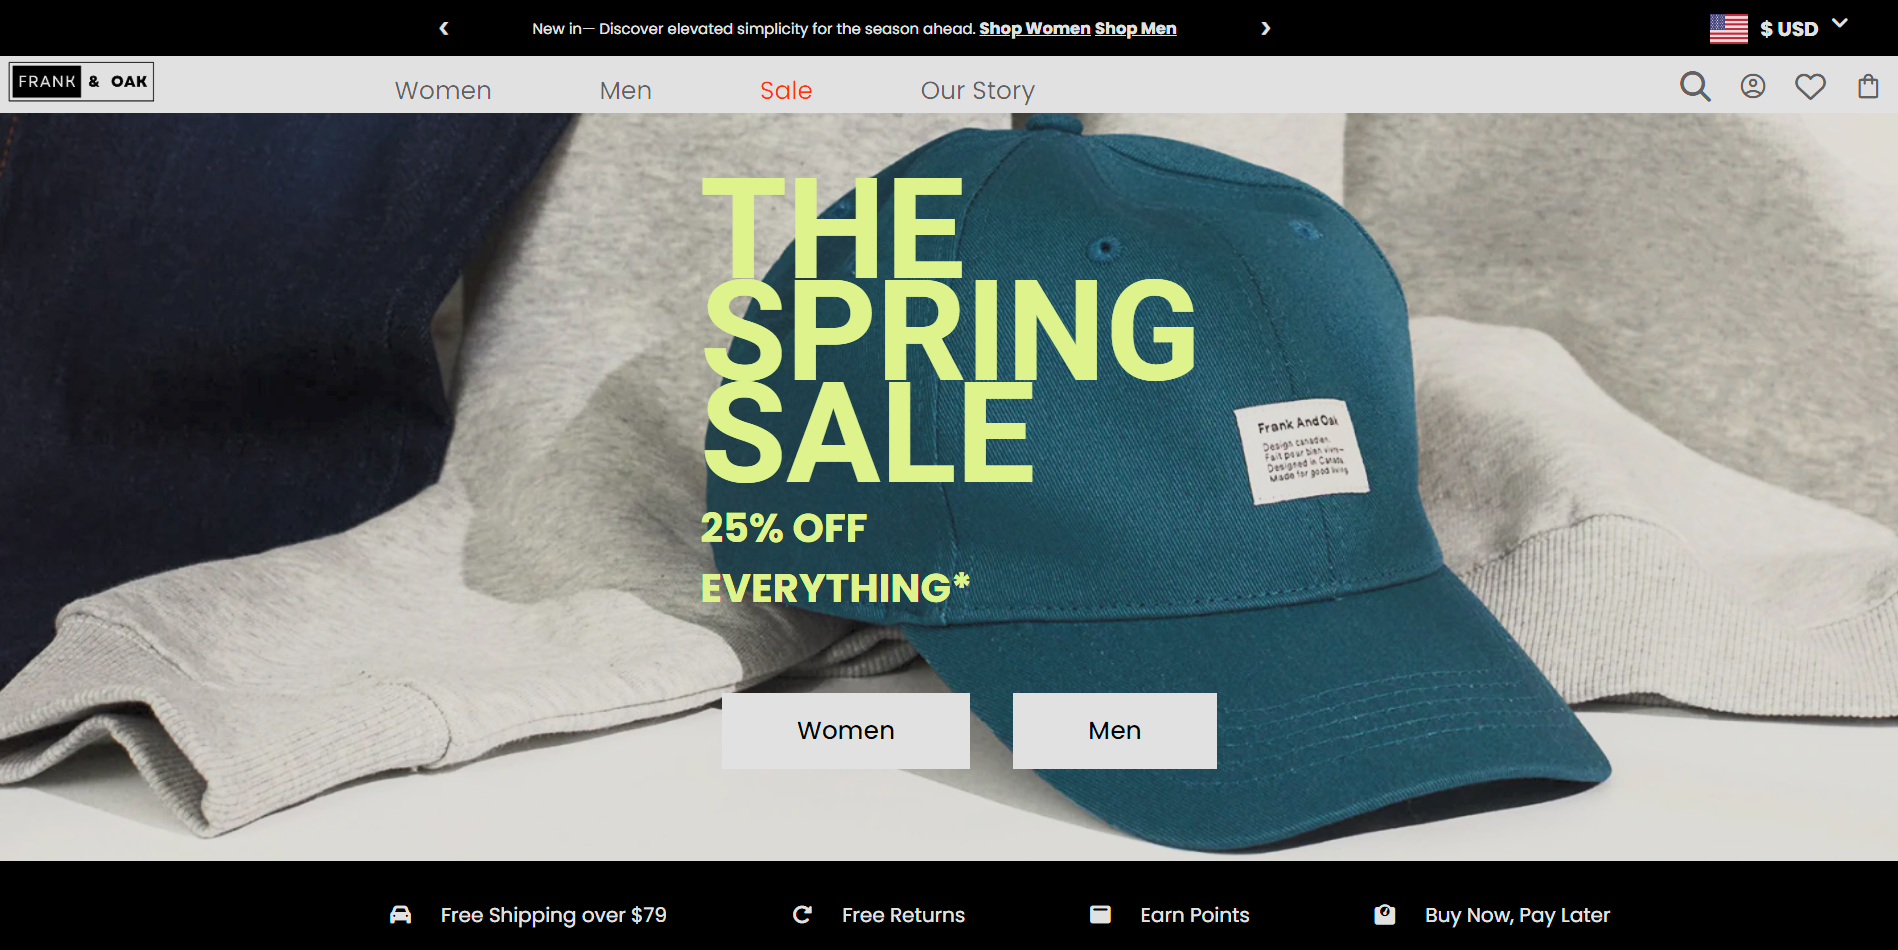 New in— Discover elevated simplicity for the season ahead. Shop Women Shop Men
$ USD
FRANK & OAK
Women
Men
Sale
Our Story
THE
SPRING
SALE
25% OFF
EVERYTHING*
Frank And Oak
Design canadien.
Fait pour bien vivre—
Designed in Canada.
Made for good living.
Women
Men
Free Shipping over $79
Free Returns
Earn Points
Buy Now, Pay Later